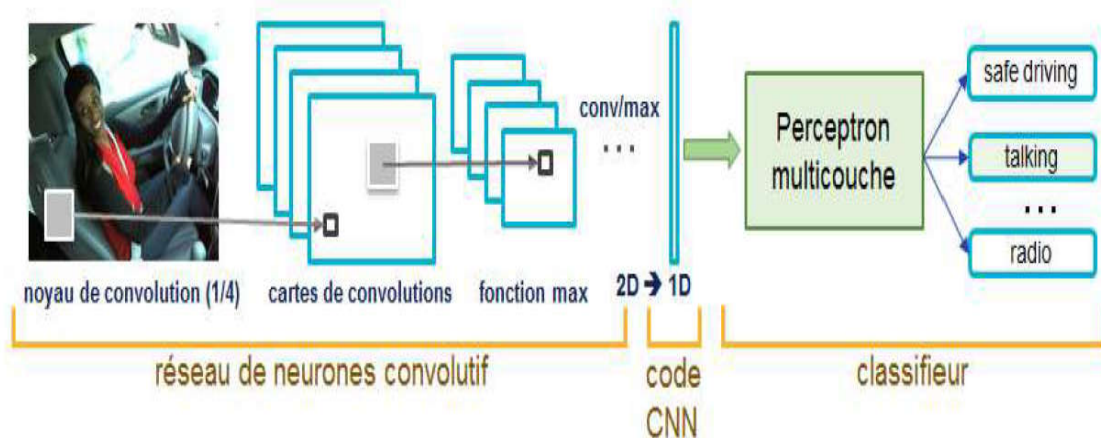 conv/max
. . .
Perceptron
multicouche
safe driving
talking
. . .
radio
noyau de convolution (1/4)
cartes de convolutions
fonction max
2D ➔ 1D
réseau de neurones convolutif
code
CNN
classifieur